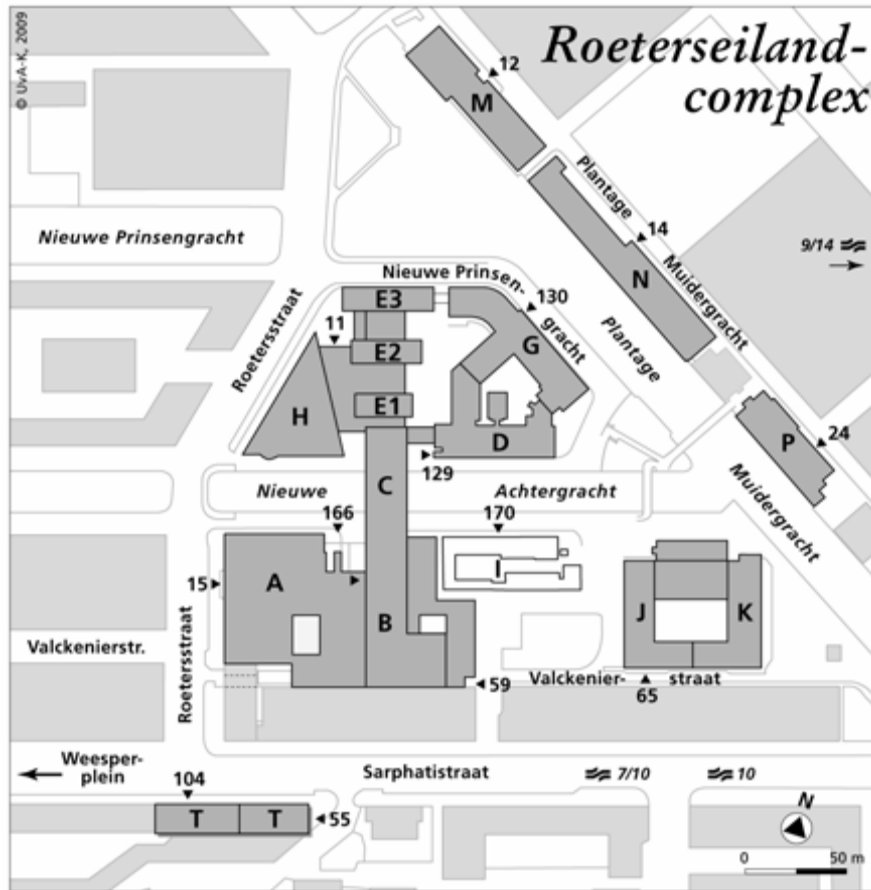 © UvA-K, 2009
Roeterseiland-
complex
12
M
Plantage
14
Muidergracht
9/14
Nieuwe Prinsengracht
N
Nieuwe Prinsen-
gracht
130
E3
Roetersstraat
11
G
Plantage
E2
H
E1
D
P
24
129
C
Nieuwe
Achtergracht
Muidergracht
166
170
I
15
A
J
K
B
Valckenierstr.
Roetersstraat
59
Valckenier-
straat
65
Weesper-
plein
104
Sarphatistraat
7/10
10
T
T
55
N
0
50 m